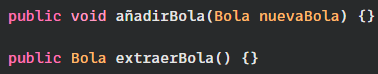 public void añadirBola(Bola nuevaBola) {}
public Bola extraerBola() {}